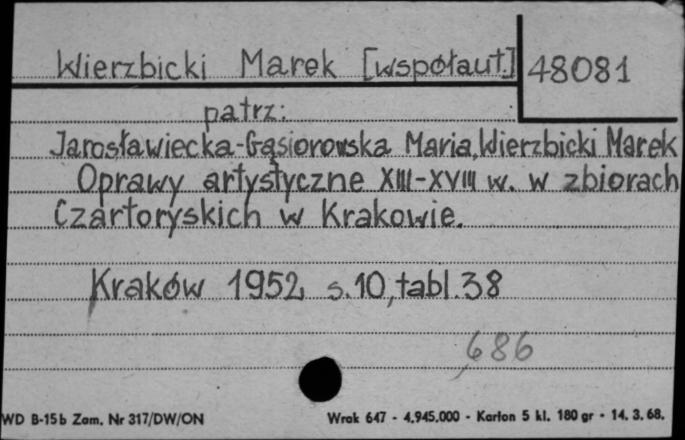 Wierzbicki Marek [współaut.] 48081
patrz:
Jarosławiecka-Gąsiorowska Maria, Wierzbicki Marek
Oprawy artystyczne XIII-XVIII w. w zbiorach
Czartoryskich w Krakowie.
Kraków 1952, s.10, tabl.38
686
WD B-15b Zam. Nr 317/DW/ON Wrak 647 - 4.945.000 - Karton 5 kl. 180 gr - 14. 3. 68.